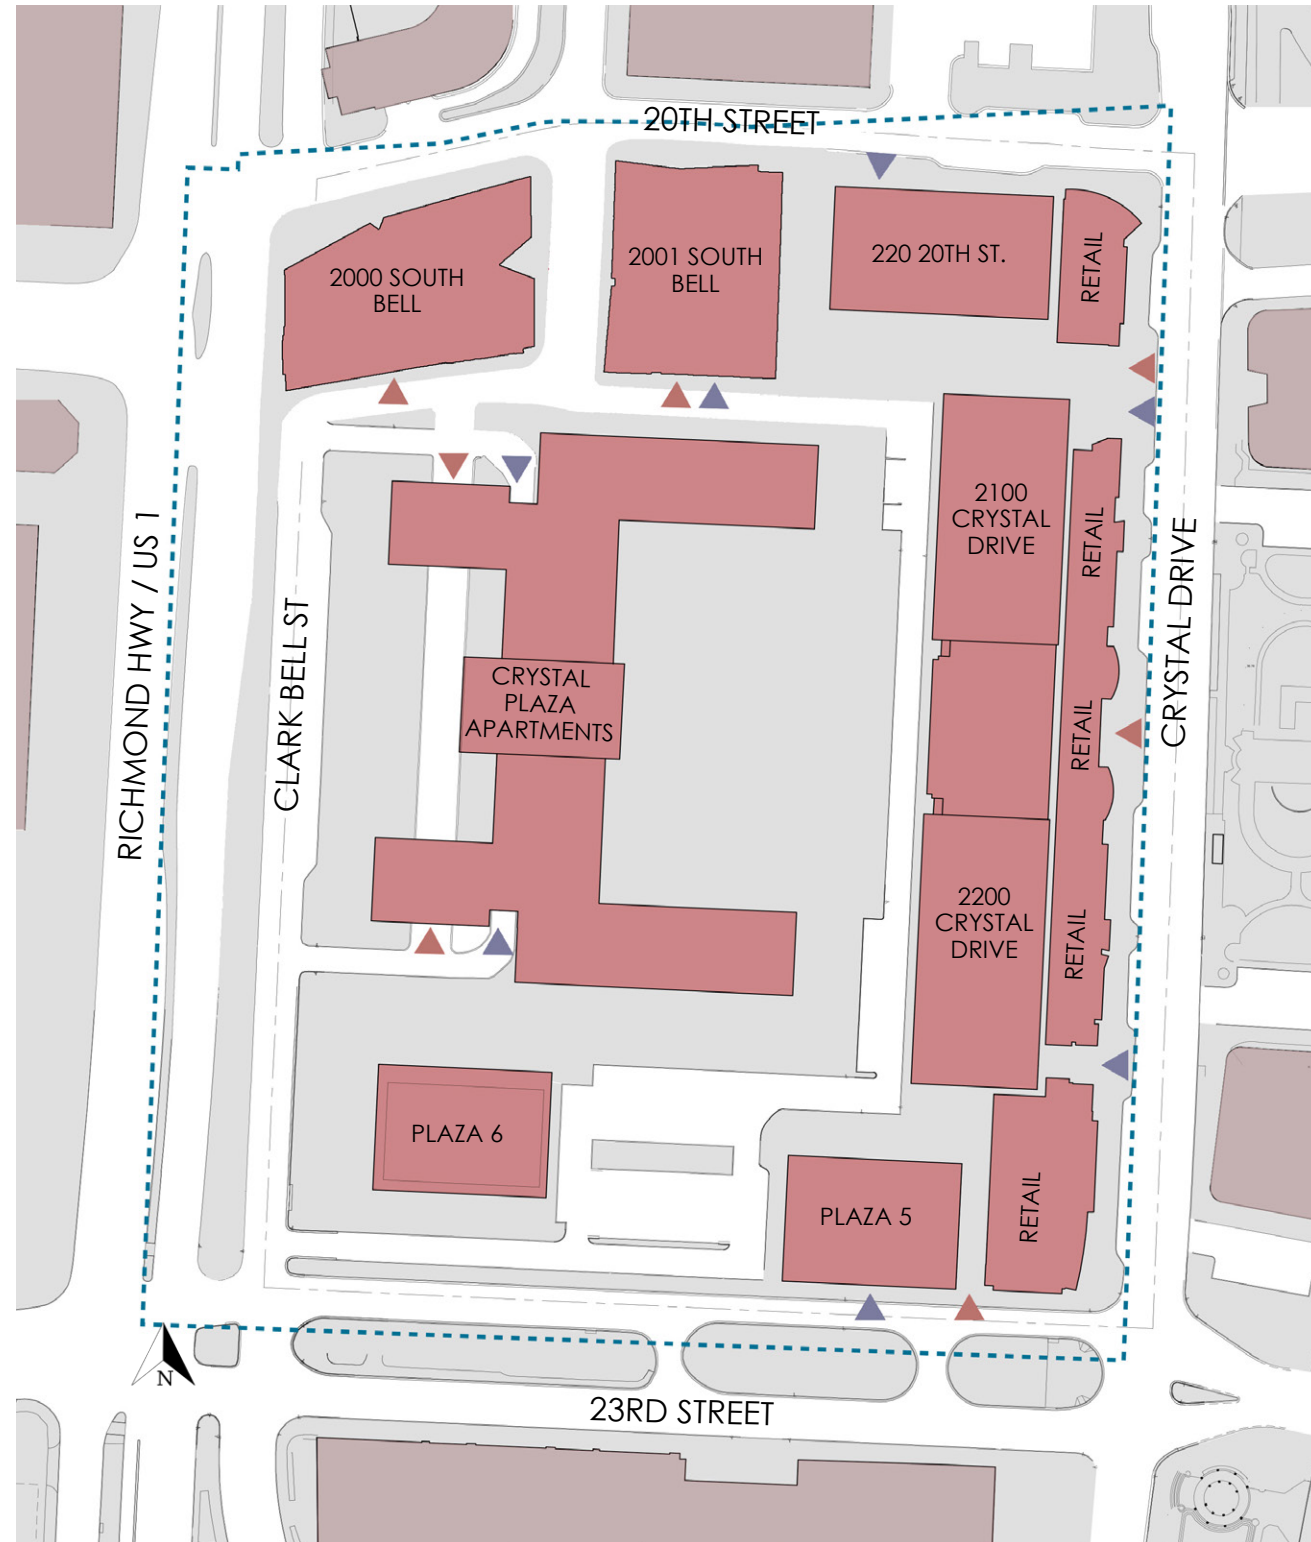 20TH STREET
2000 SOUTH
BELL
2001 SOUTH
BELL
220 20TH ST.
RETAIL
2100
CRYSTAL
DRIVE
RETAIL
RICHMOND HWY / US 1
CLARK BELL ST
CRYSTAL
PLAZA
APARTMENTS
RETAIL
CRYSTAL DRIVE
2200
CRYSTAL
DRIVE
RETAIL
PLAZA 6
PLAZA 5
RETAIL
N
23RD STREET